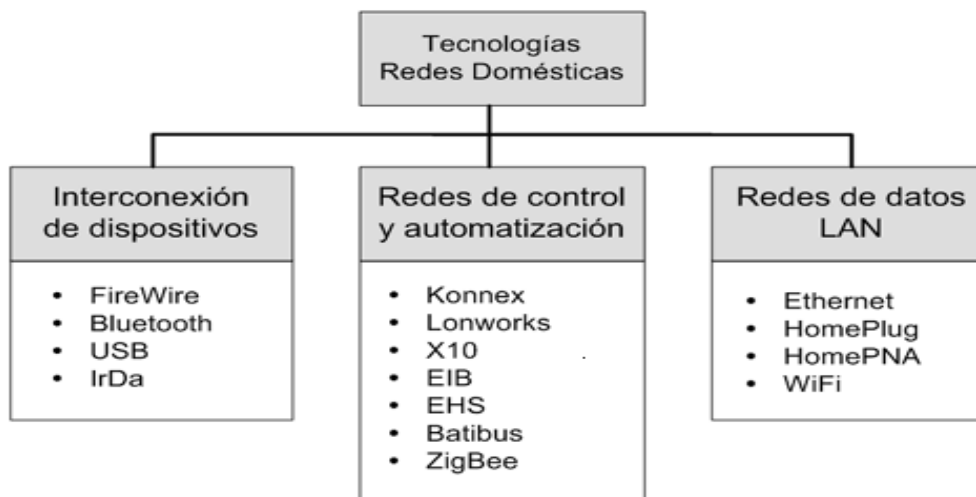 Tecnologías
Redes Domésticas
Interconexión
de dispositivos
• FireWire
• Bluetooth
• USB
• IrDa
Redes de control
y automatización
• Konnex
• Lonworks
• X10
• EIB
• EHS
• Batibus
• ZigBee
Redes de datos
LAN
• Ethernet
• HomePlug
• HomePNA
• WiFi